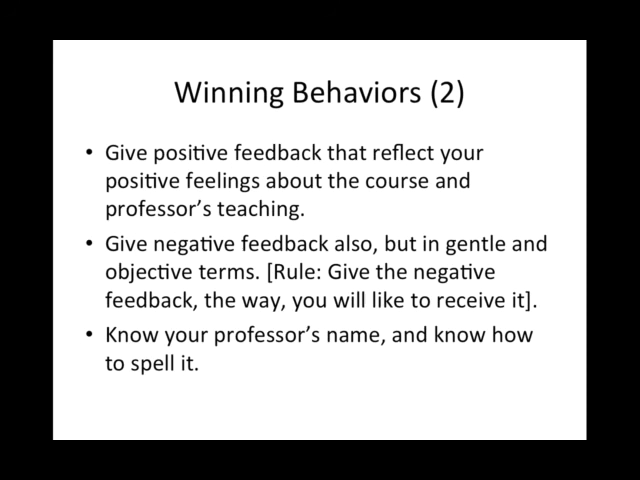 Winning Behaviors (2)
• Give positive feedback that reflect your
positive feelings about the course and
professor's teaching.
• Give negative feedback also, but in gentle and
objective terms. [Rule: Give the negative
feedback, the way, you will like to receive it].
• Know your professor's name, and know how
to spell it.